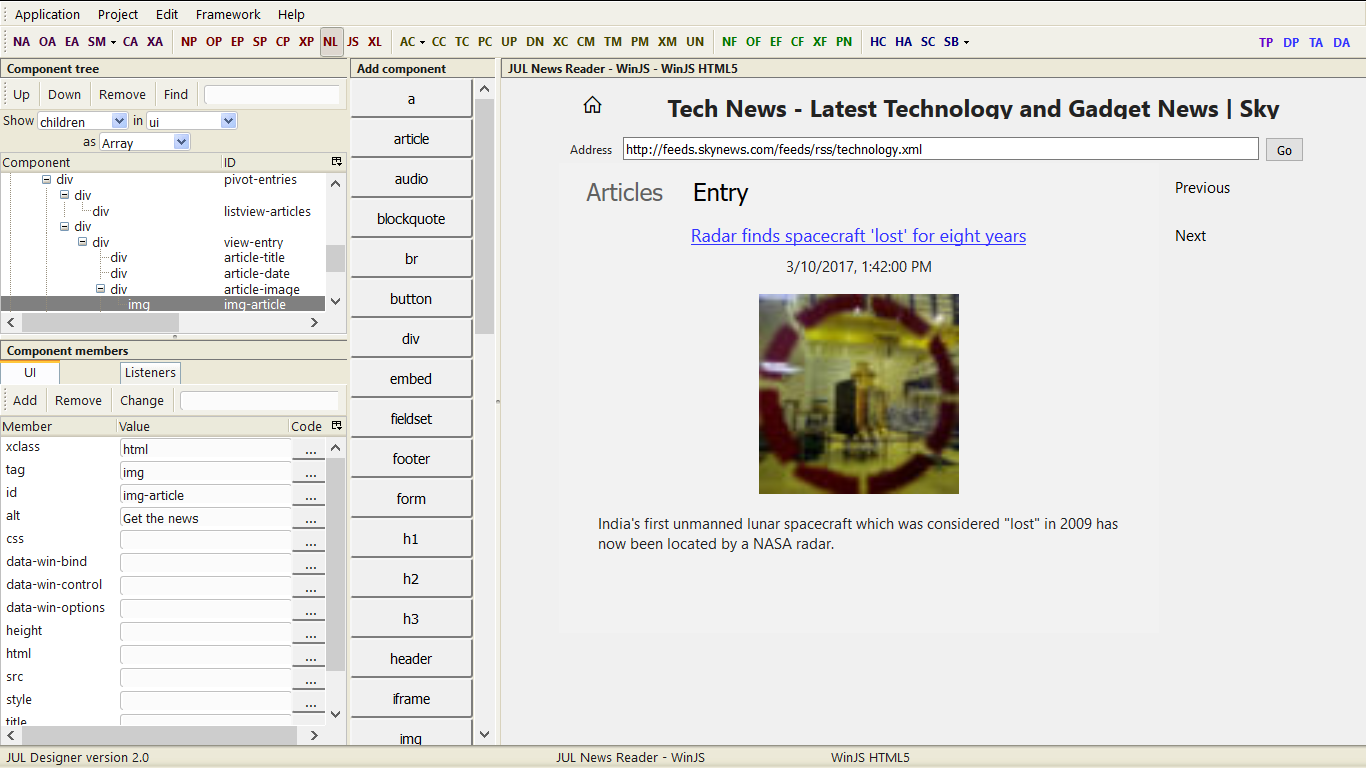 Application Project Edit Framework Help
NA OA EA SM CA XA NP OP EP SP CP XP NL JS XL AC CC TC PC UP DN XC CM TM PM XM UN NF OF EF CF XF PN HC HA SC SB TP DP TA DA
Component tree
Up Down Remove Find
Show children in ui
as Array
Component ID
div pivot-entries
div
div listview-articles
div
div view-entry
div article-title
div article-date
div article-image
img img-article
Component members
UI Listeners
Add Remove Change
Member Value Code
xclass html ...
tag img ...
id img-article ...
alt Get the news ...
css ...
data-win-bind ...
data-win-control ...
data-win-options ...
height ...
html ...
src ...
style ...
title
Add component
a
article
audio
blockquote
br
button
div
embed
fieldset
footer
form
h1
h2
h3
header
iframe
img
JUL News Reader - WinJS - WinJS HTML5
Tech News - Latest Technology and Gadget News | Sky
Address http://feeds.skynews.com/feeds/rss/technology.xml Go
Articles Entry
Previous
Next
Radar finds spacecraft 'lost' for eight years
3/10/2017, 1:42:00 PM
India's first unmanned lunar spacecraft which was considered "lost" in 2009 has
now been located by a NASA radar.
JUL Designer version 2.0 JUL News Reader - WinJS WinJS HTML5